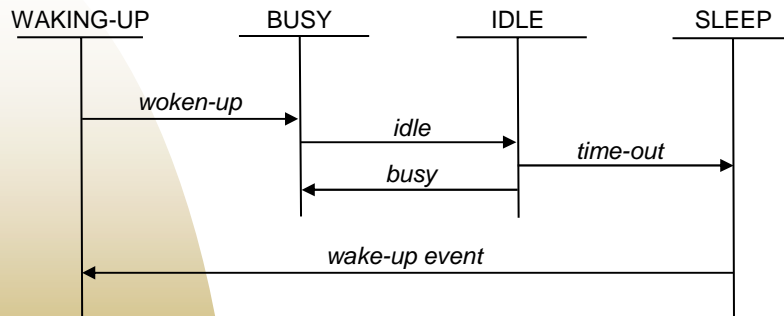 WAKING-UP BUSY IDLE SLEEP
woken-up
idle
time-out
busy
wake-up event